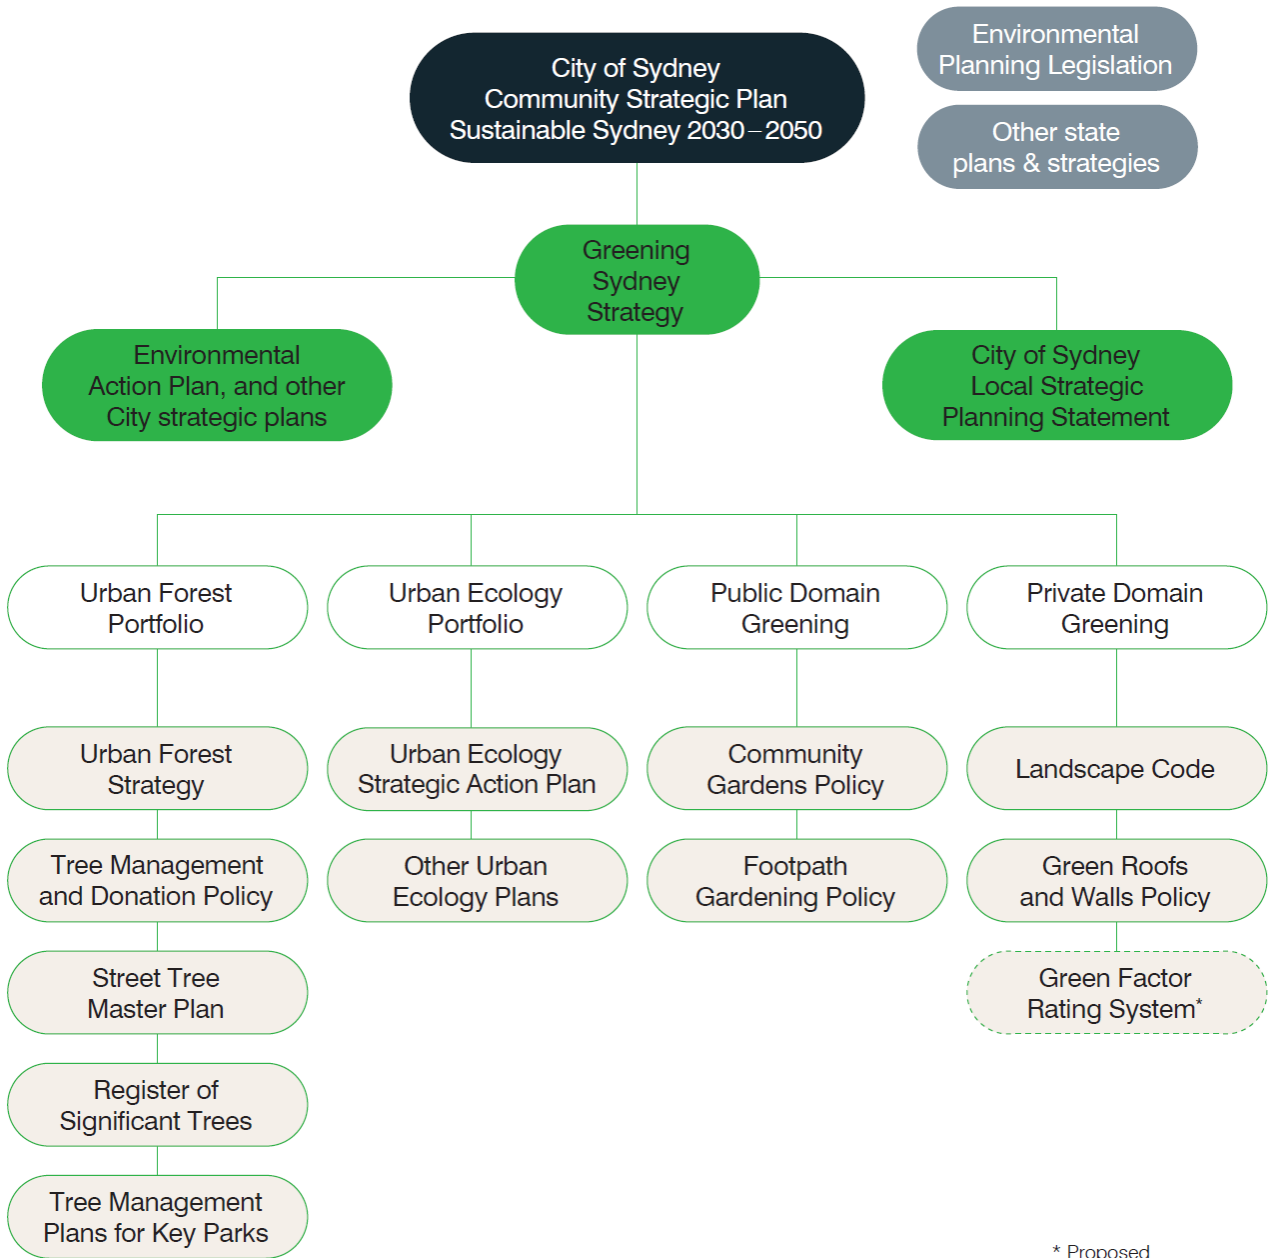 City of Sydney
Community Strategic Plan
Sustainable Sydney 2030–2050
Environmental
Planning Legislation
Other state
plans & strategies
Greening
Sydney
Strategy
Environmental
Action Plan, and other
City strategic plans
City of Sydney
Local Strategic
Planning Statement
Urban Forest
Portfolio
Urban Ecology
Portfolio
Public Domain
Greening
Private Domain
Greening
Urban Forest
Strategy
Urban Ecology
Strategic Action Plan
Community
Gardens Policy
Landscape Code
Tree Management
and Donation Policy
Other Urban
Ecology Plans
Footpath
Gardening Policy
Green Roofs
and Walls Policy
Street Tree
Master Plan
Green Factor
Rating System*
Register of
Significant Trees
Tree Management
Plans for Key Parks
* Proposed